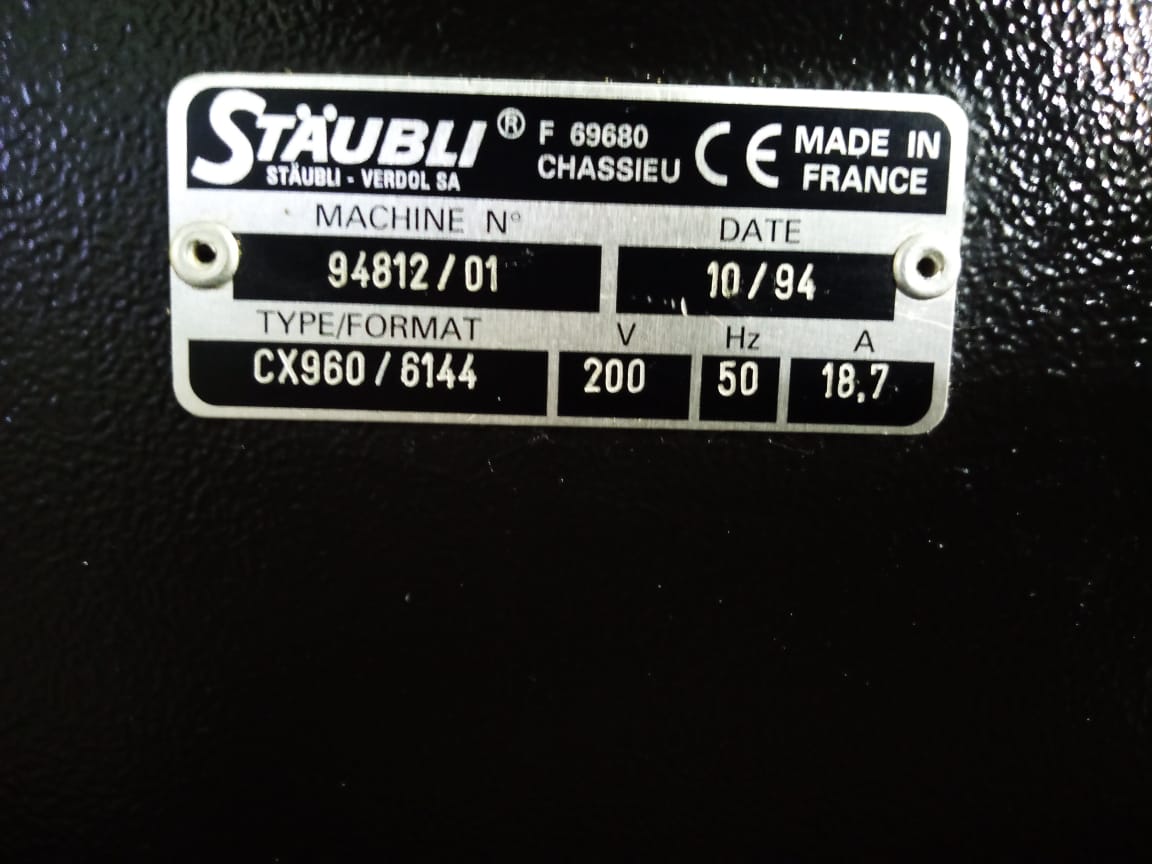 STÄUBLI® F 69680 CE MADE IN
STÄUBLI - VERDOL SA CHASSIEU FRANCE
MACHINE N° DATE
94812/01 10/94
TYPE/FORMAT V Hz A
CX960/6144 200 50 18,7